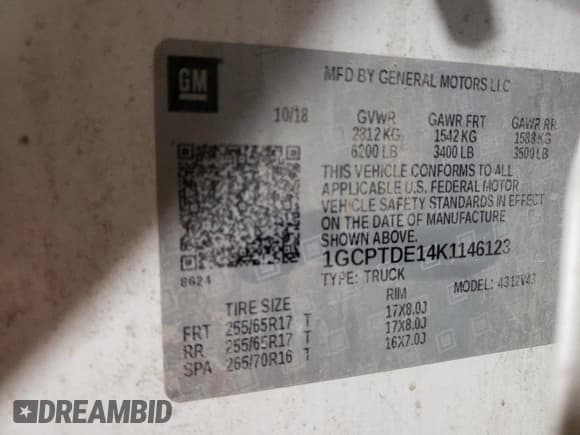 GM
MFD BY GENERAL MOTORS LLC
10/18 GVWR GAWR FRT GAWR RR
2812 KG 1542 KG 1588 KG
6200 LB 3400 LB 3500 LB
THIS VEHICLE CONFORMS TO ALL
APPLICABLE U.S. FEDERAL MOTOR
VEHICLE SAFETY STANDARDS IN EFFECT
ON THE DATE OF MANUFACTURE
SHOWN ABOVE.
1GCPTDE14K1146123
8624 TYPE: TRUCK MODEL: 4312V43
TIRE SIZE RIM
FRT 255/65R17 T 17X8.0J
RR 255/65R17 T 17X8.0J
SPA 265/70R16 T 16X7.0J
DREAMBID